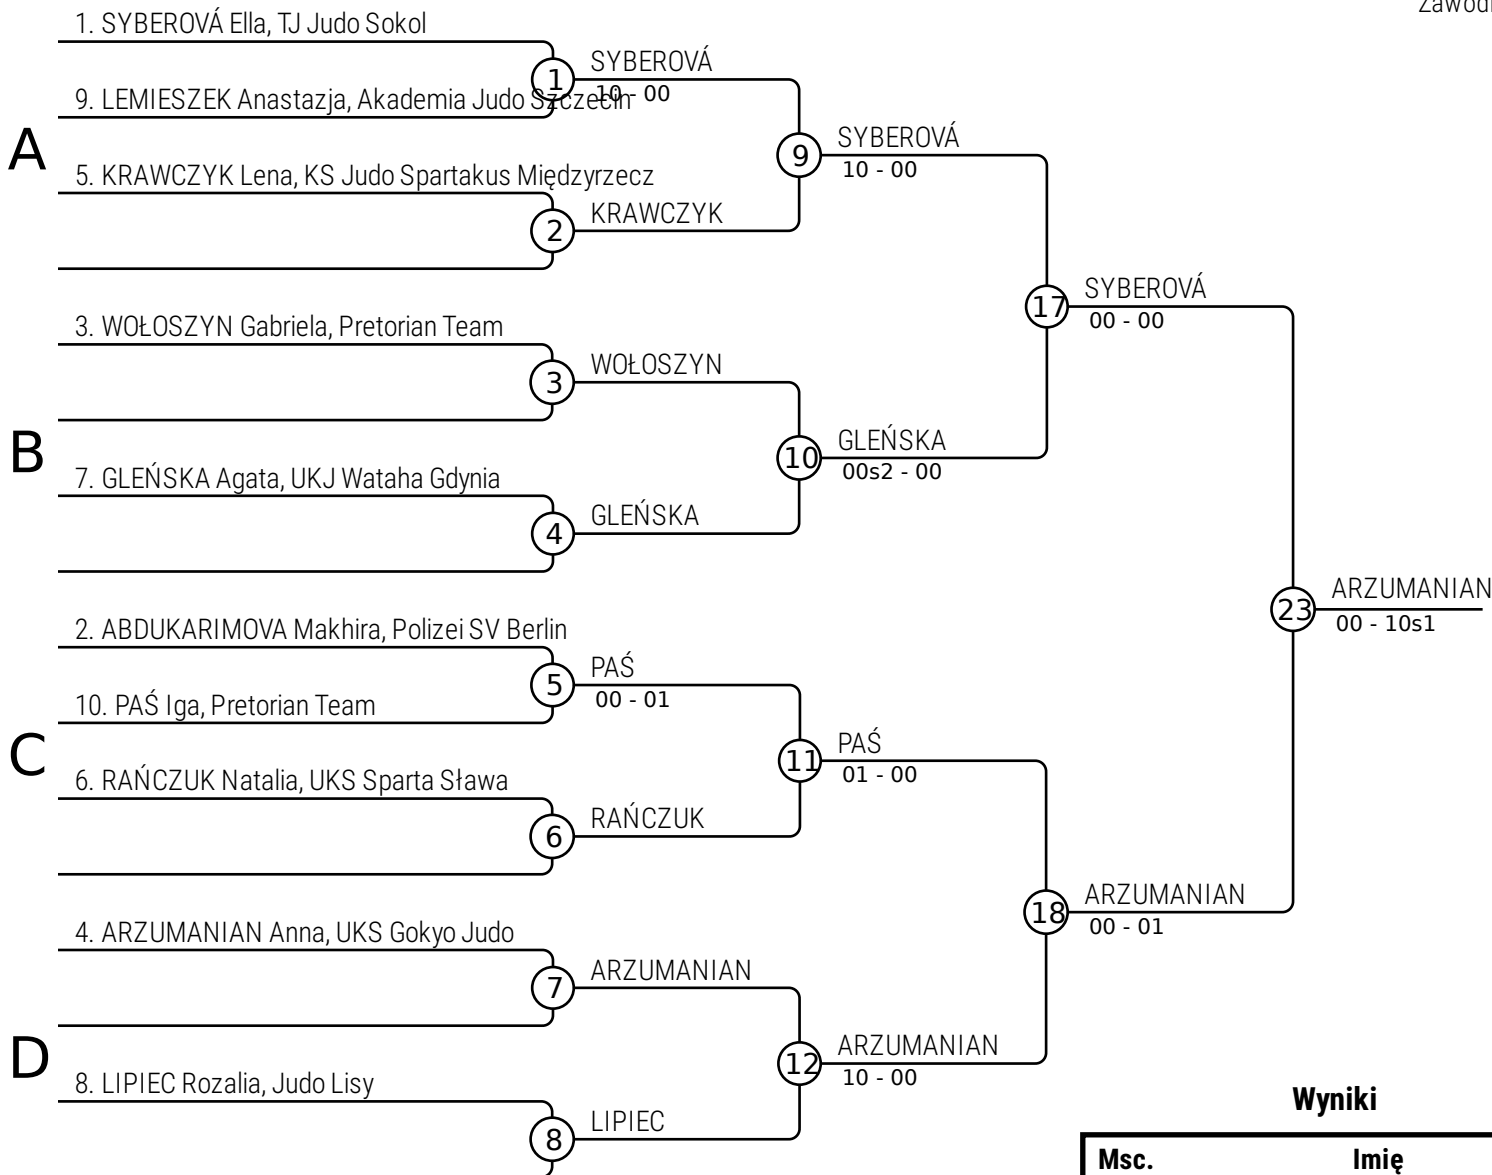 Zawodn
1. SYBEROVÁ Ella, TJ Judo Sokol
1
SYBEROVÁ
10 - 00
9. LEMIESZEK Anastazja, Akademia Judo Szczecin
A
9
SYBEROVÁ
10 - 00
5. KRAWCZYK Lena, KS Judo Spartakus Międzyrzecz
2
KRAWCZYK
17
SYBEROVÁ
00 - 00
3. WOŁOSZYN Gabriela, Pretorian Team
3
WOŁOSZYN
B
10
GLEŃSKA
00s2 - 00
7. GLEŃSKA Agata, UKJ Wataha Gdynia
4
GLEŃSKA
23
ARZUMANIAN
00 - 10s1
2. ABDUKARIMOVA Makhira, Polizei SV Berlin
5
PAŚ
00 - 01
10. PAŚ Iga, Pretorian Team
C
11
PAŚ
01 - 00
6. RAŃCZUK Natalia, UKS Sparta Sława
6
RAŃCZUK
18
ARZUMANIAN
00 - 01
4. ARZUMANIAN Anna, UKS Gokyo Judo
7
ARZUMANIAN
D
12
ARZUMANIAN
10 - 00
8. LIPIEC Rozalia, Judo Lisy
8
LIPIEC
Wyniki
Msc. Imię